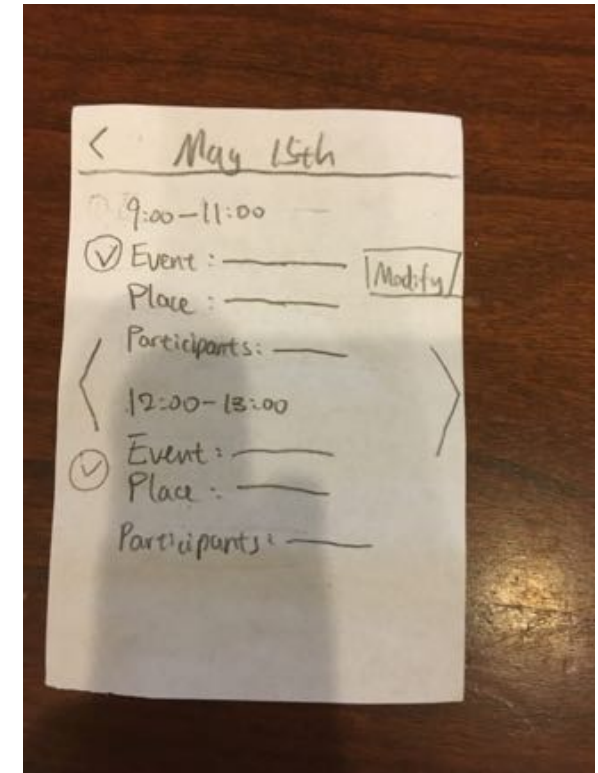 < May 15th
9:00-11:00
Event:
Modify
Place:
Participants:
12:00-13:00
Event:
Place:
Participants: